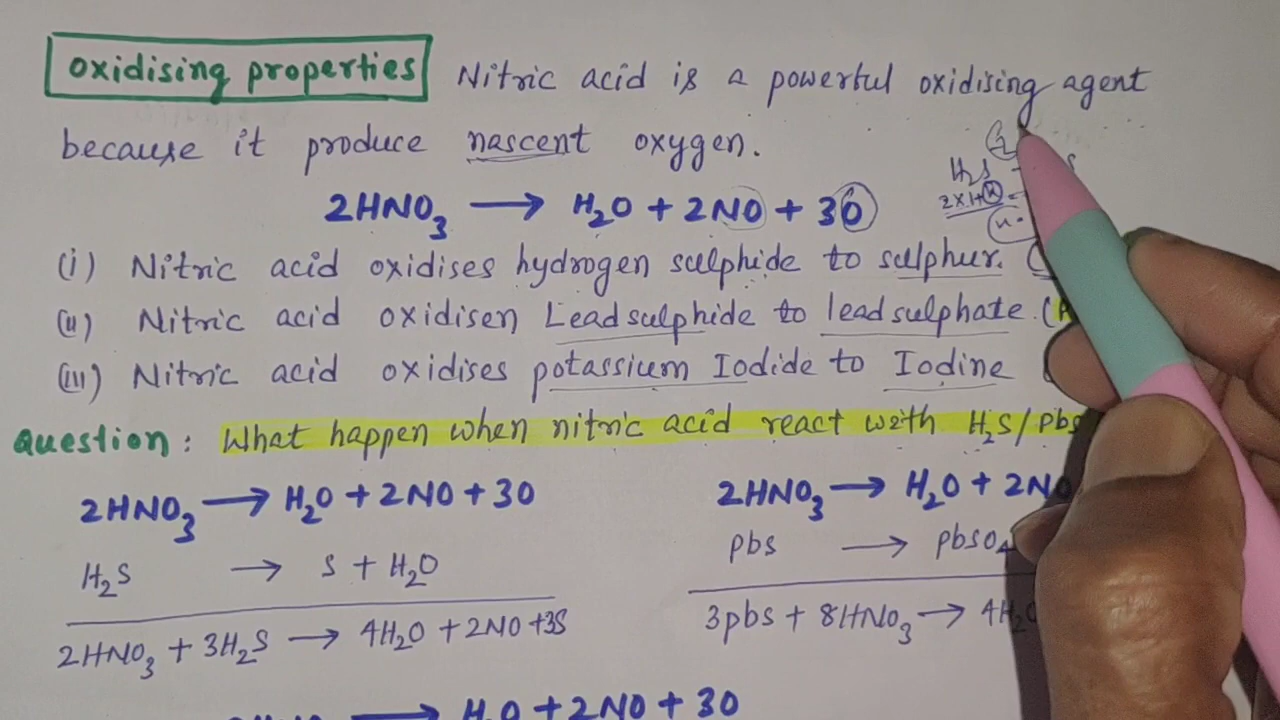 oxidising properties Nitric acid is a powerful oxidising agent
because it produce nascent oxygen.
H₂S S
2HNO₃ ⟶ H₂O + 2NO + 3O
(i) Nitric acid oxidises hydrogen sulphide to sulphur. (
(ii) Nitric acid oxidisen Lead sulphide to lead sulphate. (
(iii) Nitric acid oxidises potassium Iodide to Iodine
Question: What happen when nitric acid react with H₂S/pbs
2HNO₃ ⟶ H₂O + 2NO + 3O
H₂S ⟶ S + H₂O
2HNO₃ + 3H₂S ⟶ 4H₂O + 2NO + 3S
2HNO₃ ⟶ H₂O + 2NO
pbs ⟶ pbso₄
3pbs + 8HNO₃ ⟶ 4H₂O
⟶ H₂O + 2NO + 3O